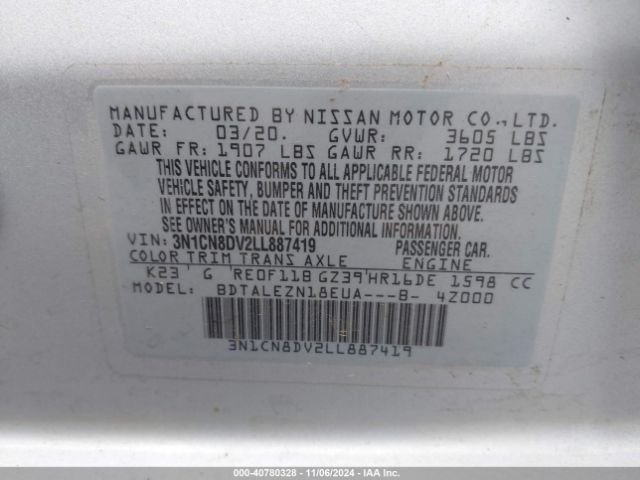 MANUFACTURED BY NISSAN MOTOR CO.,LTD.
DATE: 03/20. GVWR: 3605 LBS
GAWR FR: 1907 LBS GAWR RR: 1720 LBS
THIS VEHICLE CONFORMS TO ALL APPLICABLE FEDERAL MOTOR
VEHICLE SAFETY, BUMPER AND THEFT PREVENTION STANDARDS
IN EFFECT ON THE DATE OF MANUFACTURE SHOWN ABOVE.
SEE OWNER'S MANUAL FOR ADDITIONAL INFORMATION
VIN: 3N1CN8DV2LL887419 PASSENGER CAR.
COLOR TRIM TRANS AXLE ENGINE
K23 G RE0F11B GZ39 HR16DE 1598 CC
BDTALEZN18EUA---B- 4Z000
3N1CN8DV2LL887419
000-40780328 - 11/06/2024 - IAA Inc.